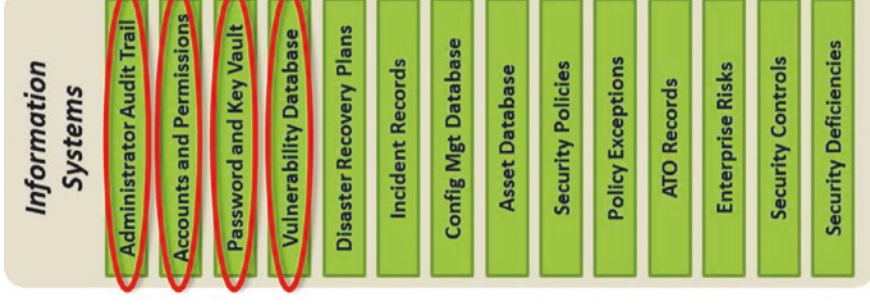 Information
Systems
Administrator Audit Trail
Accounts and Permissions
Password and Key Vault
Vulnerability Database
Disaster Recovery Plans
Incident Records
Config Mgt Database
Asset Database
Security Policies
Policy Exceptions
ATO Records
Enterprise Risks
Security Controls
Security Deficiencies